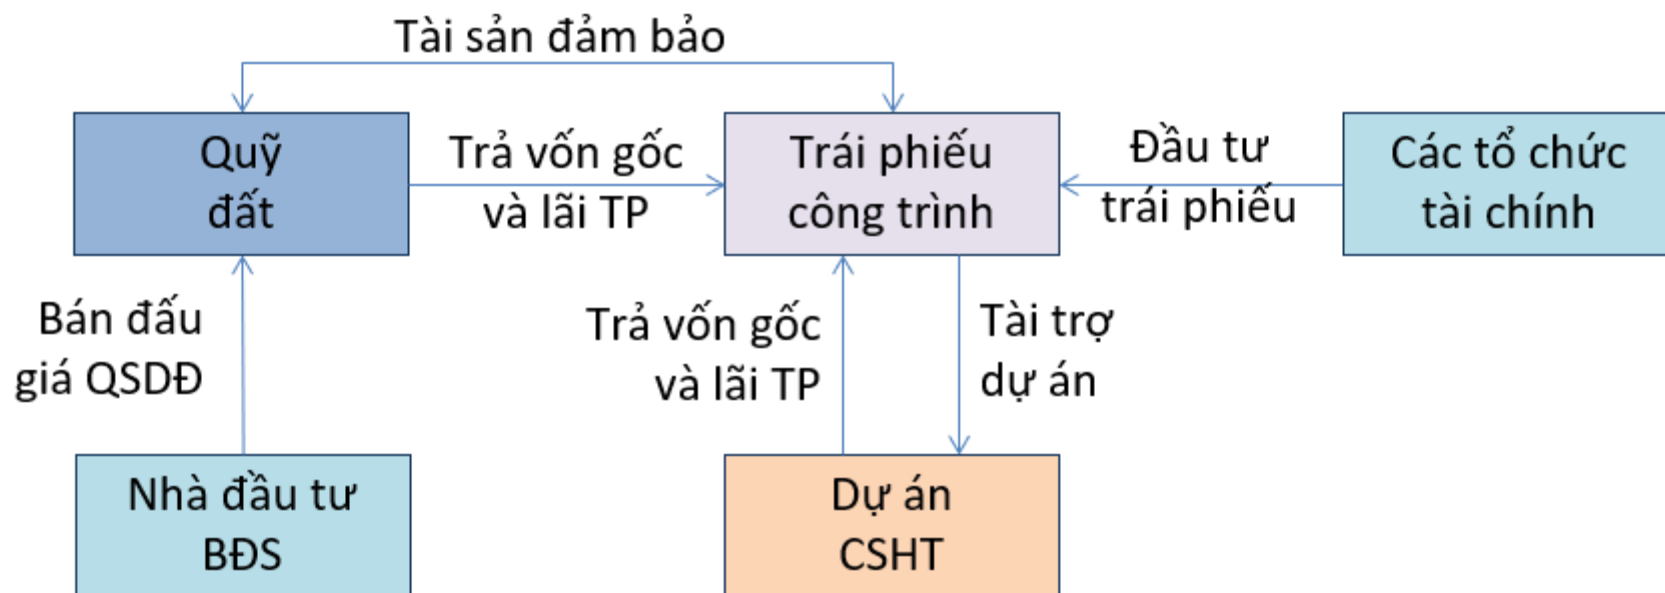 Tài sản đảm bảo
Quỹ
đất
Trả vốn gốc
và lãi TP
Trái phiếu
công trình
Đầu tư
trái phiếu
Các tổ chức
tài chính
Bán đấu
giá QSDĐ
Trả vốn gốc
và lãi TP
Tài trợ
dự án
Nhà đầu tư
BĐS
Dự án
CSHT